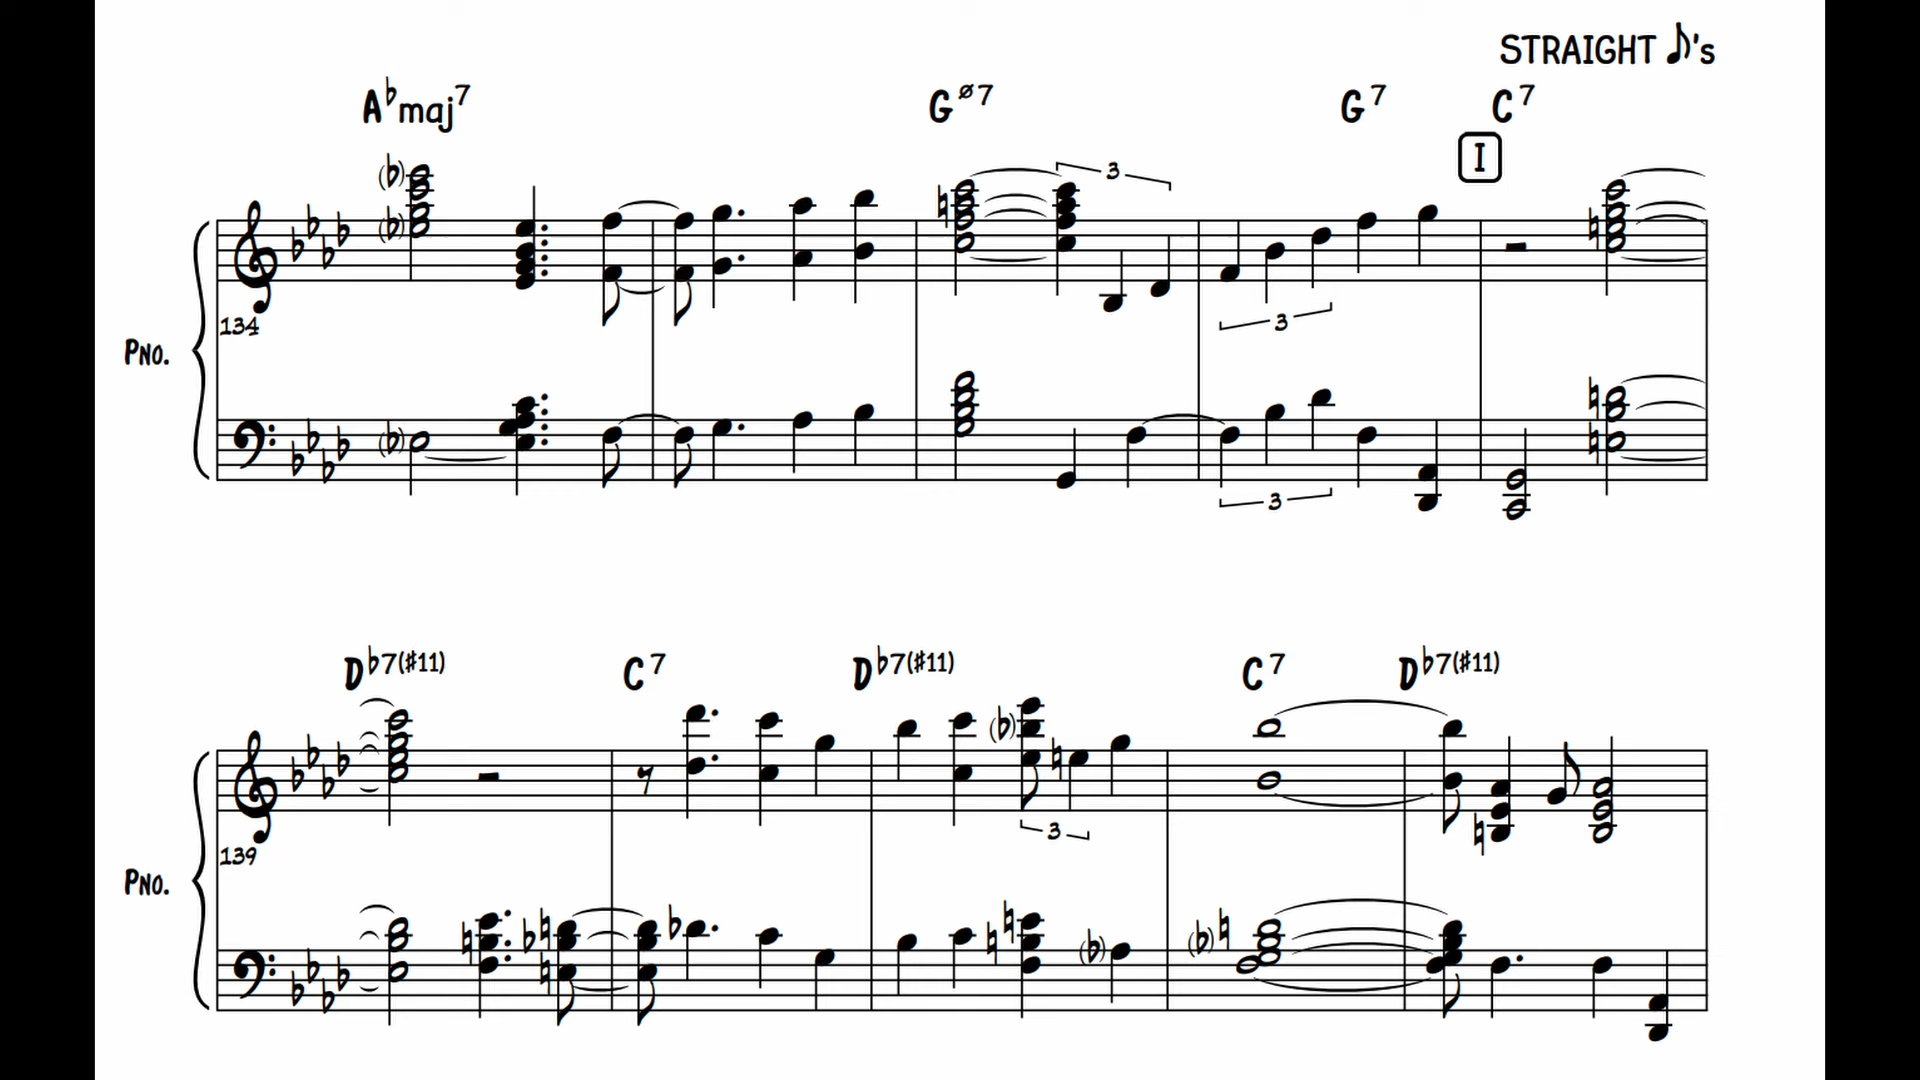 STRAIGHT ♪'s
A♭maj7 Gø7 G7 C7
I
3
134
3
Pno.
3
D♭7(♯11) C7 D♭7(♯11) C7 D♭7(♯11)
3
139
Pno.